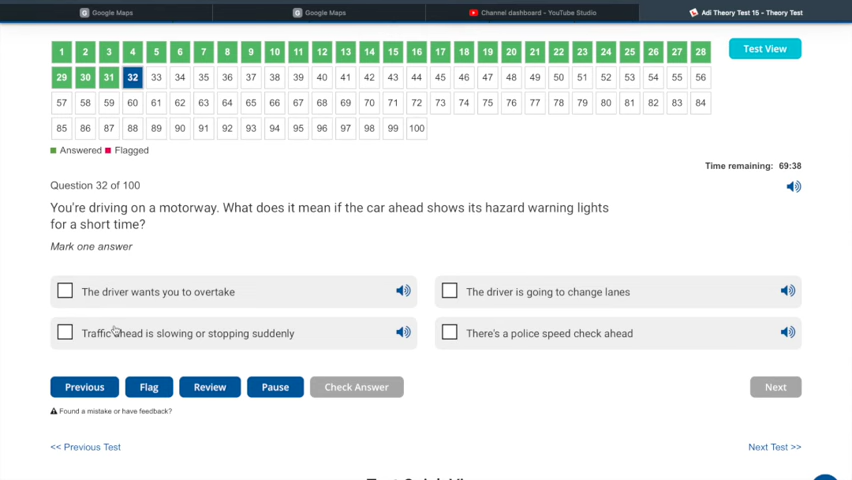 Google Maps
Google Maps
Channel dashboard - YouTube Studio
Adi Theory Test 15 - Theory Test
1 2 3 4 5 6 7 8 9 10 11 12 13 14 15 16 17 18 19 20 21 22 23 24 25 26 27 28
Test View
29 30 31 32 33 34 35 36 37 38 39 40 41 42 43 44 45 46 47 48 49 50 51 52 53 54 55 56
57 58 59 60 61 62 63 64 65 66 67 68 69 70 71 72 73 74 75 76 77 78 79 80 81 82 83 84
85 86 87 88 89 90 91 92 93 94 95 96 97 98 99 100
Answered Flagged
Time remaining: 69:38
Question 32 of 100
You're driving on a motorway. What does it mean if the car ahead shows its hazard warning lights
for a short time?
Mark one answer
The driver wants you to overtake
The driver is going to change lanes
Traffic ahead is slowing or stopping suddenly
There's a police speed check ahead
Previous
Flag
Review
Pause
Check Answer
Next
Found a mistake or have feedback?
<< Previous Test
Next Test >>